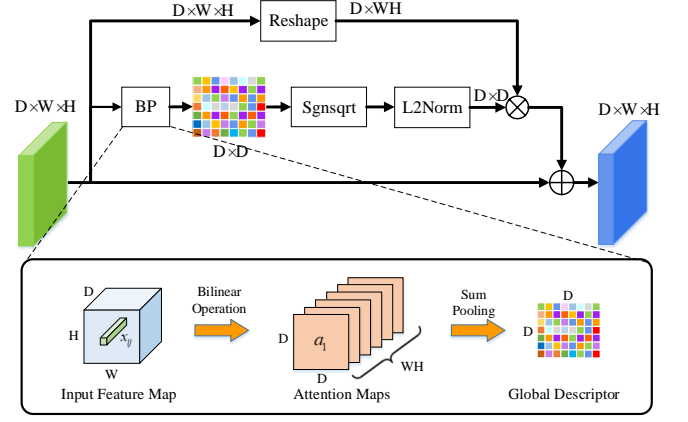 D×W×H
Reshape
D×WH
D×W×H
BP
Sgnsqrt
L2Norm
D×D
D×W×H
D×D
D
H
x_ij
W
Input Feature Map
Bilinear
Operation
D
a_1
D
WH
Attention Maps
Sum
Pooling
D
D
Global Descriptor